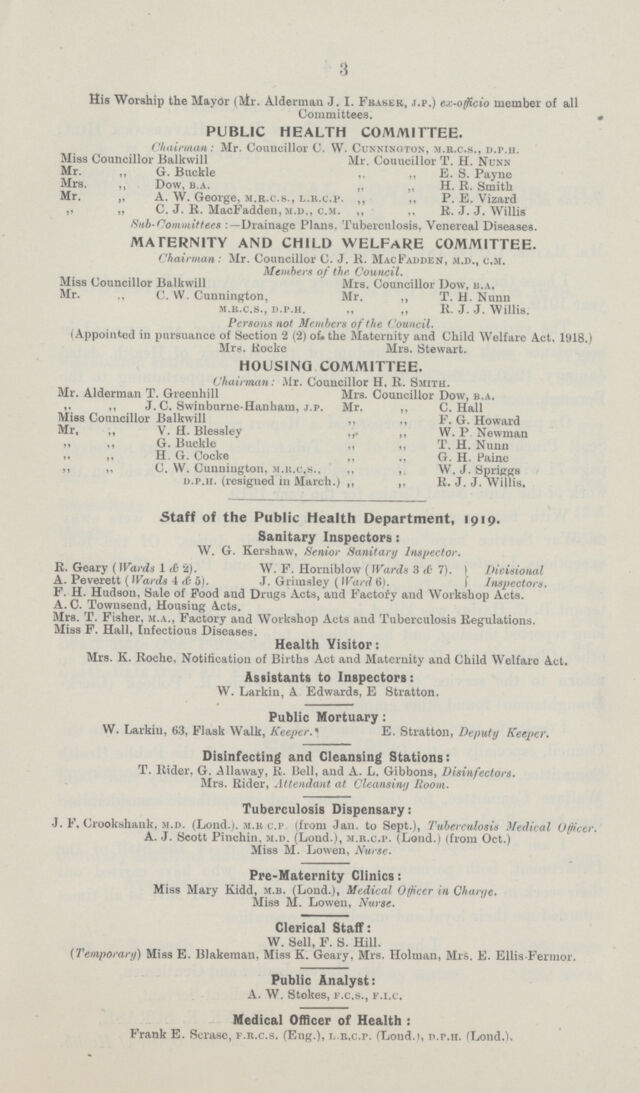 3
His Worship the Mayor (Mr. Alderman J. I. FRASER, J.P.) ex-officio member of all
Committees.
PUBLIC HEALTH COMMITTEE.
Chairman: Mr. Councillor C. W. CUNNINGTON, M.R.C.S., D.P.H.
Miss Councillor Balkwill Mr. Councillor T. H. NUNN
Mr. ,, G. Buckle ,, ,, E. S. Payne
Mrs. ,, Dow, B.A. ,, ,, H. R. Smith
Mr. ,, A. W. George, M.R.C.S., L.R.C.P. ,, ,, P. E. Vizard
,, ,, C. J. R. MacFadden, M.D., C.M. ,, ,, R. J. J. Willis
Sub-Committees:—Drainage Plans, Tuberculosis, Venereal Diseases.
MATERNITY AND CHILD WELFARE COMMITTEE.
Chairman: Mr. Councillor C. J. R. MACFADDEN, M.D., C.M.
Members of the Council.
Miss Councillor Balkwill Mrs. Councillor Dow, B.A.
Mr. ,, C. W. Cunnington, Mr. ,, T. H. Nunn
M.R.C.S., D.P.H. ,, ,, R. J. J. Willis.
Persons not Members of the Council.
(Appointed in pursuance of Section 2 (2) of the Maternity and Child Welfare Act, 1918.)
Mrs. Rocke Mrs. Stewart.
HOUSING COMMITTEE.
Chairman: Mr. Councillor H. R. SMITH.
Mr. Alderman T. Greenhill Mrs. Councillor Dow, B.A.
,, ,, J. C. Swinburne-Hanham, J.P. Mr. ,, C. Hall
Miss Councillor Balkwill ,, ,, F. G. Howard
Mr, ,, V. H. Blessley ,, ,, W. P. Newman
,, ,, G. Buckle ,, ,, T. H. Nunn
,, ,, H. G. Cocke ,, ,, G. H. Paine
,, ,, C. W. Cunnington, M.R.C.S., ,, ,, W. J. Spriggs
D.P.H. (resigned in March.) ,, ,, R. J. J. Willis.
Staff of the Public Health Department, 1919.
Sanitary Inspectors:
W. G. Kershaw, Senior Sanitary Inspector.
R. Geary (Wards 1 & 2). W. F. Horniblow (Wards 3 & 7). } Divisional
A. Peverett (Wards 4 & 5). J. Grimsley (Ward 6). } Inspectors.
F. H. Hudson, Sale of Food and Drugs Acts, and Factory and Workshop Acts.
A. C. Townsend, Housing Acts.
Mrs. T. Fisher, M.A., Factory and Workshop Acts and Tuberculosis Regulations.
Miss F. Hall, Infectious Diseases.
Health Visitor:
Mrs. K. Roche, Notification of Births Act and Maternity and Child Welfare Act.
Assistants to Inspectors:
W. Larkin, A. Edwards, E Stratton.
Public Mortuary:
W. Larkin, 63, Flask Walk, Keeper. E. Stratton, Deputy Keeper.
Disinfecting and Cleansing Stations:
T. Rider, G. Allaway, R. Bell, and A. L. Gibbons, Disinfectors.
Mrs. Rider, Attendant at Cleansing Room.
Tuberculosis Dispensary:
J. F. Crookshank, M.D. (Lond.), M.R.C.P. (from Jan. to Sept.), Tuberculosis Medical Officer.
A. J. Scott Pinchin, M.D. (Lond.), M.R.C.P. (Lond.) (from Oct.)
Miss M. Lowen, Nurse.
Pre-Maternity Clinics:
Miss Mary Kidd, M.B. (Lond.), Medical Officer in Charge.
Miss M. Lowen, Nurse.
Clerical Staff:
W. Sell, F. S. Hill.
(Temporary) Miss E. Blakeman, Miss K. Geary, Mrs. Holman, Mrs. E. Ellis-Fermor.
Public Analyst:
A. W. Stokes, F.C.S., F.I.C.
Medical Officer of Health:
Frank E. Scrase, F.R.C.S. (Eng.), L.R.C.P. (Lond.), D.P.H. (Lond.).